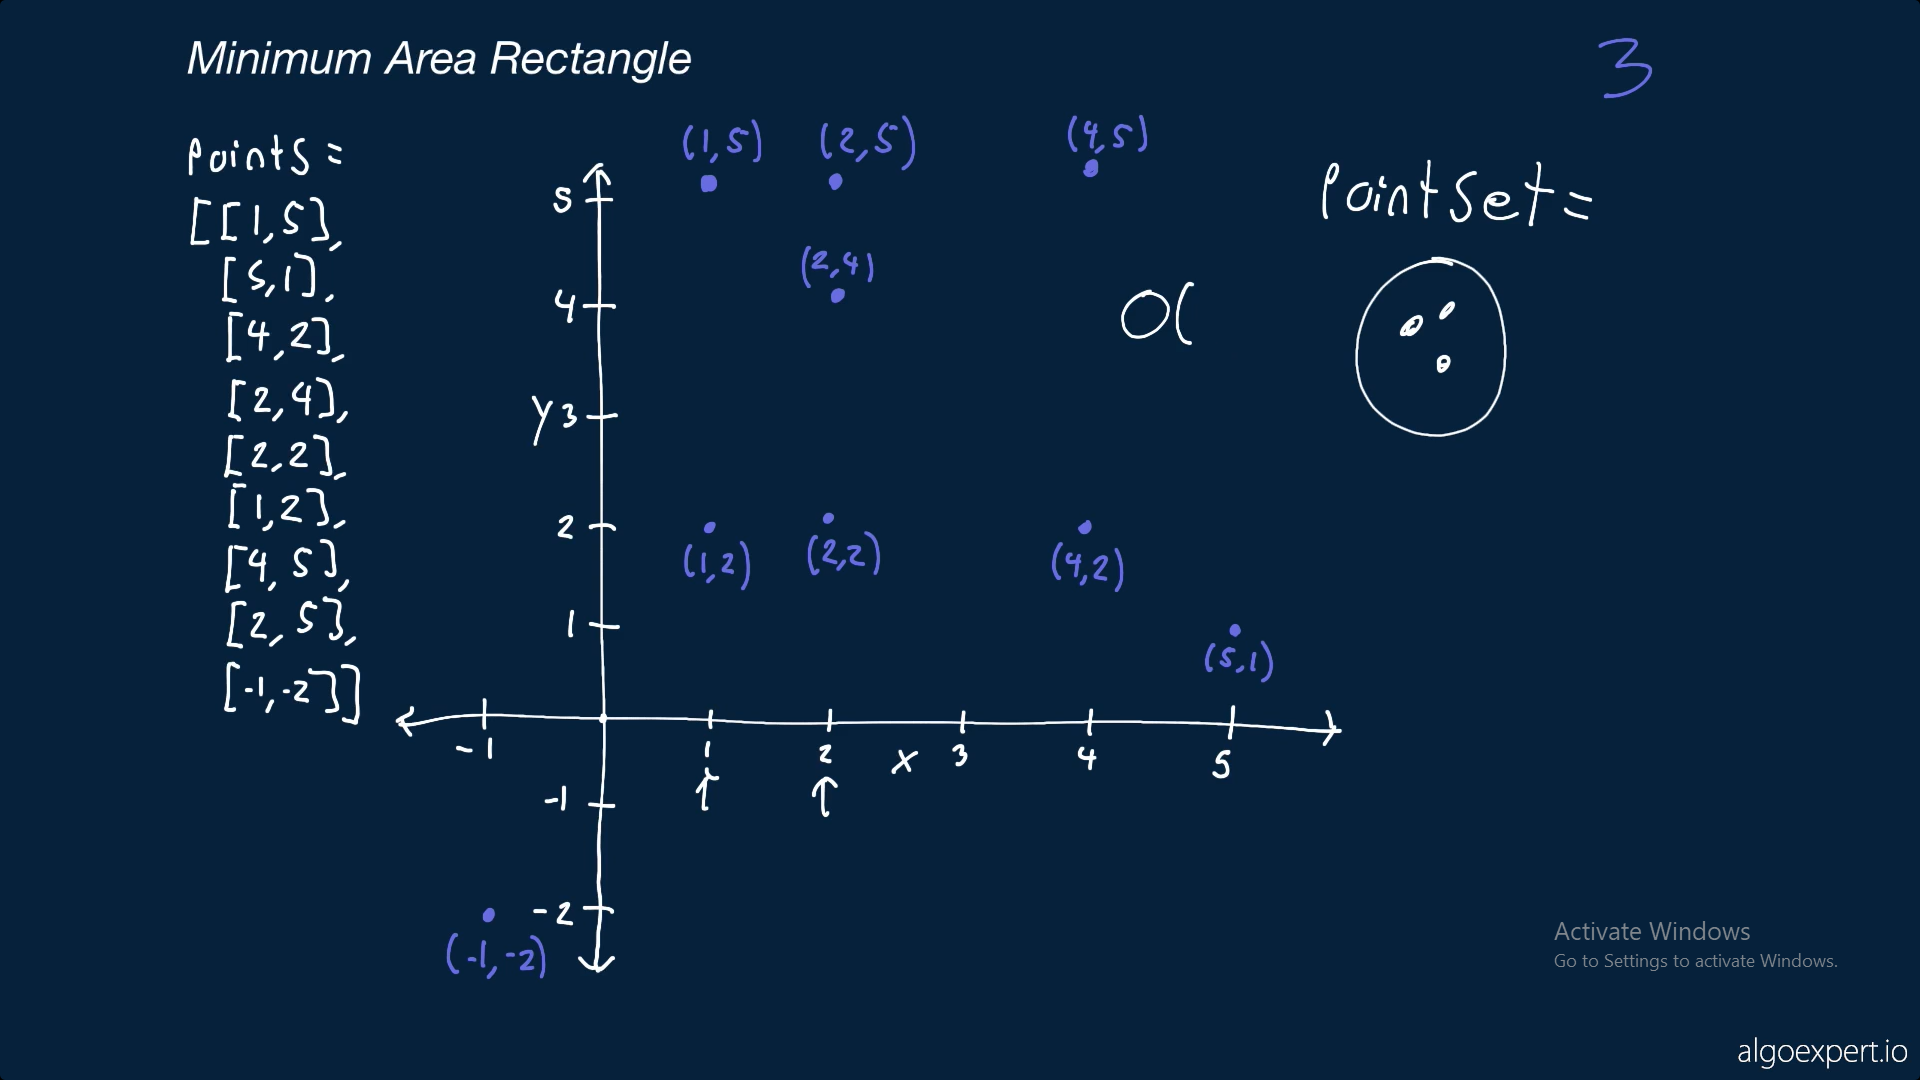 Minimum Area Rectangle
3
Points =
[[1,5],
[5,1],
[4,2],
[2,4],
[2,2],
[1,2],
[4,5],
[2,5],
[-1,-2]]
(1,5) (2,5) (4,5)
(2,4)
(1,2) (2,2) (4,2)
(5,1)
(-1,-2)
5
4
y 3
2
1
-1
-2
-1 1 2 x 3 4 5
O(
PointSet =
Activate Windows
Go to Settings to activate Windows.
algoexpert.io